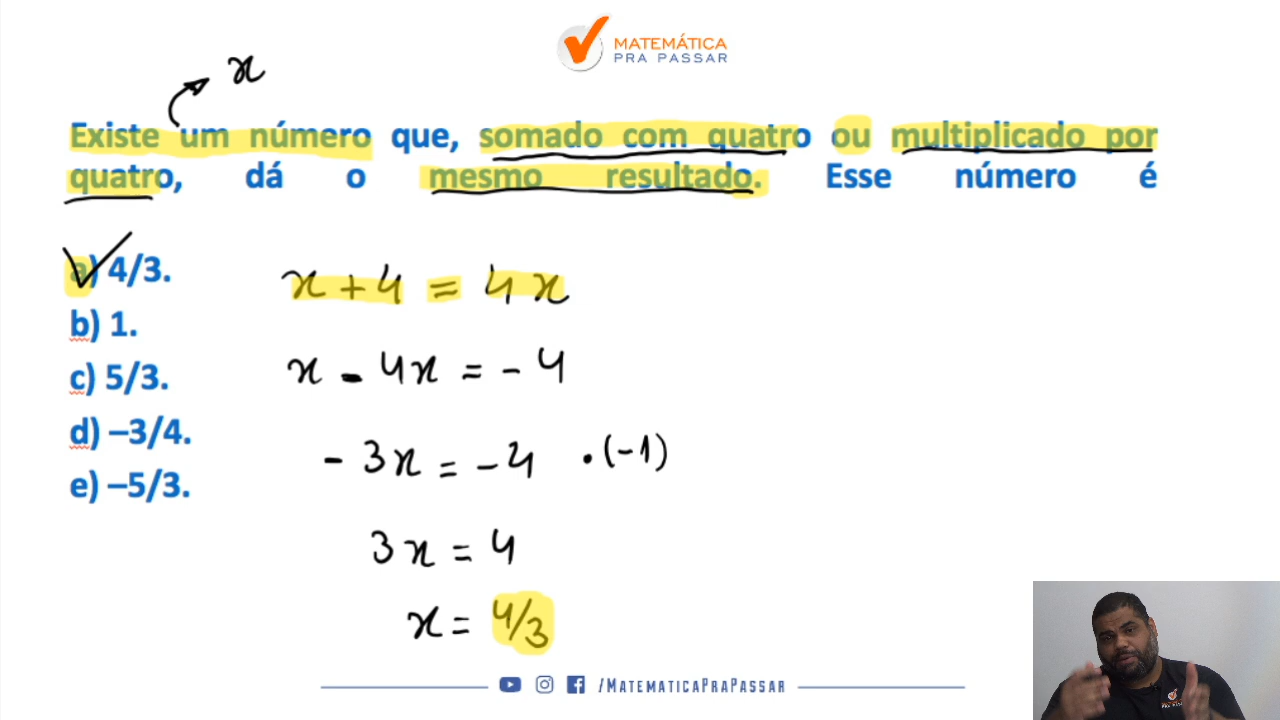 MATEMÁTICA
PRA PASSAR
x
Existe um número que, somado com quatro ou multiplicado por
quatro, dá o mesmo resultado. Esse número é
a) 4/3.
x + 4 = 4x
b) 1.
c) 5/3.
x - 4x = - 4
d) –3/4.
- 3x = - 4 . (-1)
e) –5/3.
3x = 4
x = 4/3
/MATEMATICAPRAPASSAR